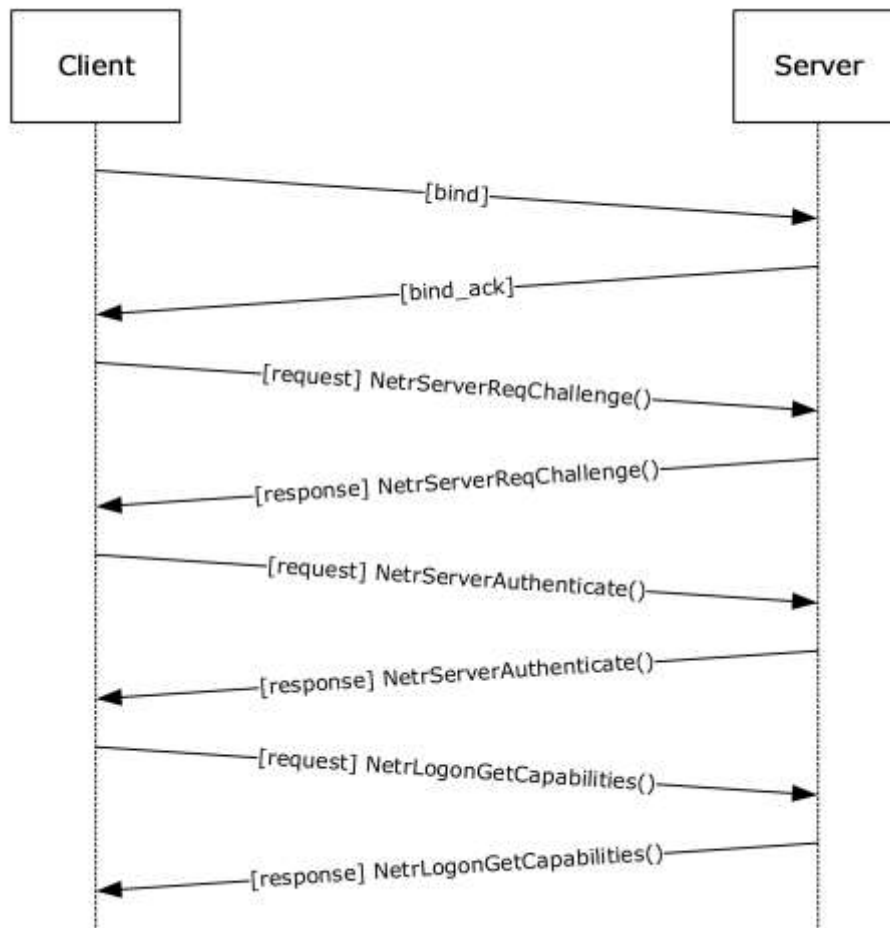 Client
Server
[bind]
[bind_ack]
[request] NetrServerReqChallenge()
[response] NetrServerReqChallenge()
[request] NetrServerAuthenticate()
[response] NetrServerAuthenticate()
[request] NetrLogonGetCapabilities()
[response] NetrLogonGetCapabilities()